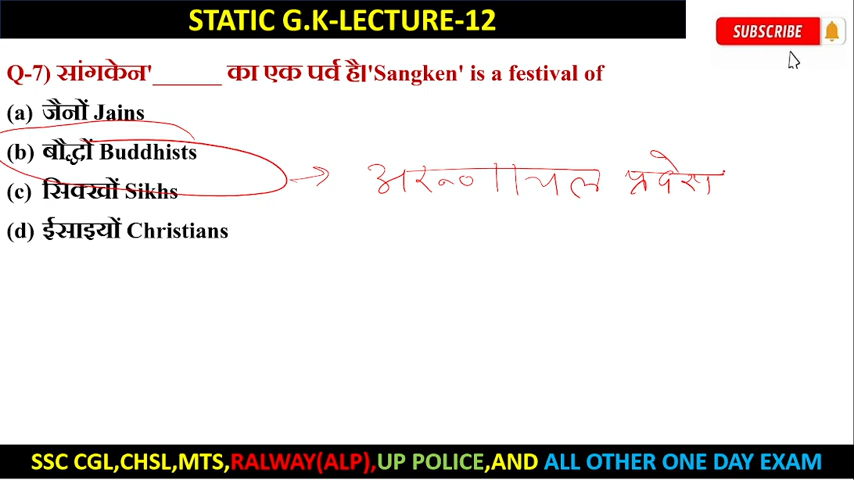 STATIC G.K-LECTURE-12
SUBSCRIBE
Q-7) सांगकेन'______ का एक पर्व है।'Sangken' is a festival of
(a) जैनों Jains
(b) बौद्धों Buddhists
(c) सिक्खों Sikhs
(d) ईसाइयों Christians
अरुणाचल प्रदेश
SSC CGL,CHSL,MTS,RALWAY(ALP),UP POLICE,AND ALL OTHER ONE DAY EXAM